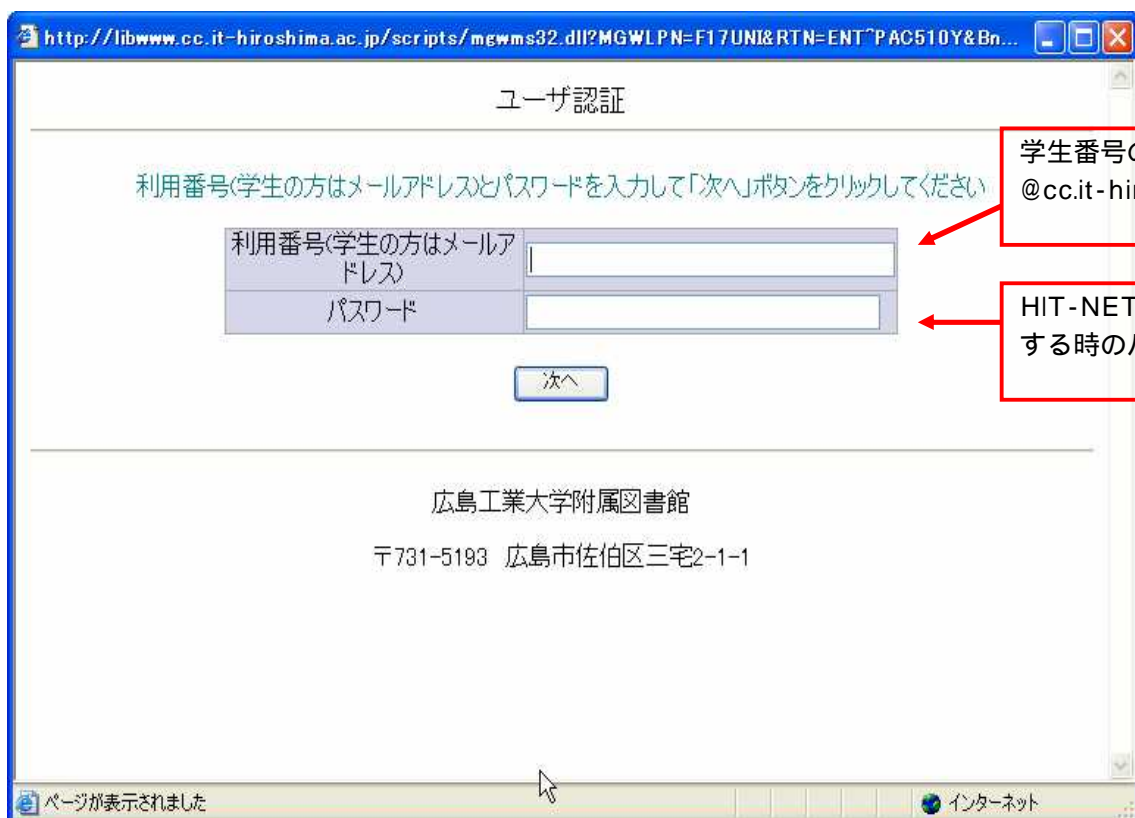 http://libwww.cc.it-hiroshima.ac.jp/scripts/mgwms32.dll?MGWLPN=F17UNI&RTN=ENT^PAC510Y&Bn...
ユーザ認証
利用番号(学生の方はメールアドレス)とパスワードを入力して「次へ」ボタンをクリックしてください
学生番号の
@cc.it-hir
利用番号(学生の方はメールア
ドレス)
パスワード
HIT-NET
する時の
次へ
広島工業大学附属図書館
〒731-5193 広島市佐伯区三宅2-1-1
ページが表示されました
インターネット